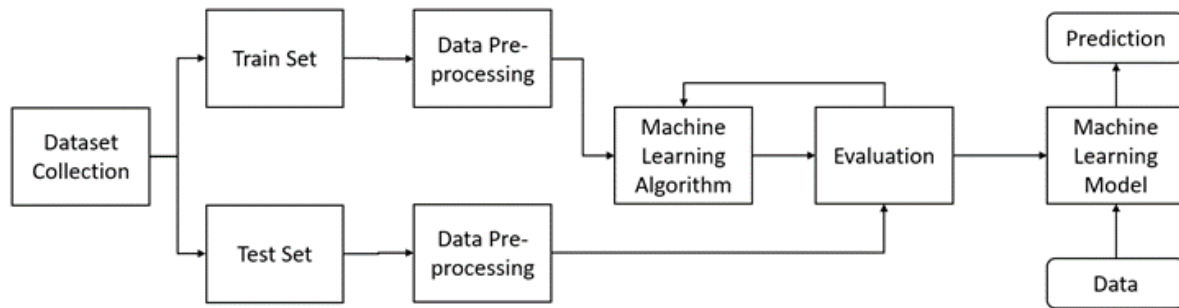 Dataset
Collection
Train Set
Data Pre-
processing
Test Set
Data Pre-
processing
Machine
Learning
Algorithm
Evaluation
Prediction
Machine
Learning
Model
Data